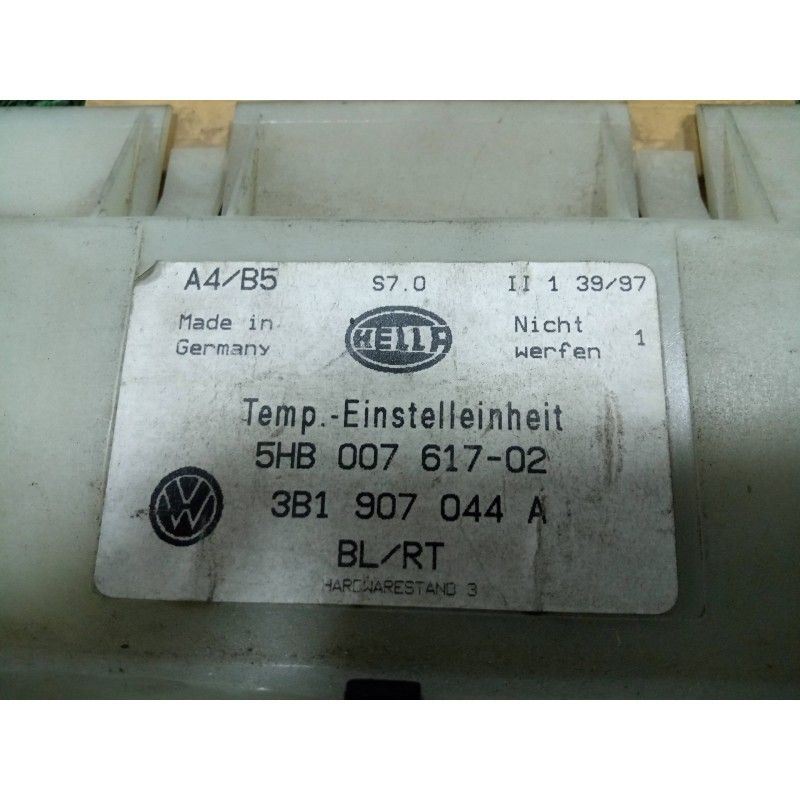 A4/B5 S7.0 II 1 39/97
Made in Germany
HELLA
Nicht werfen 1
Temp.-Einstelleinheit
5HB 007 617-02
VW
3B1 907 044 A
BL/RT
HARDWARESTAND 3